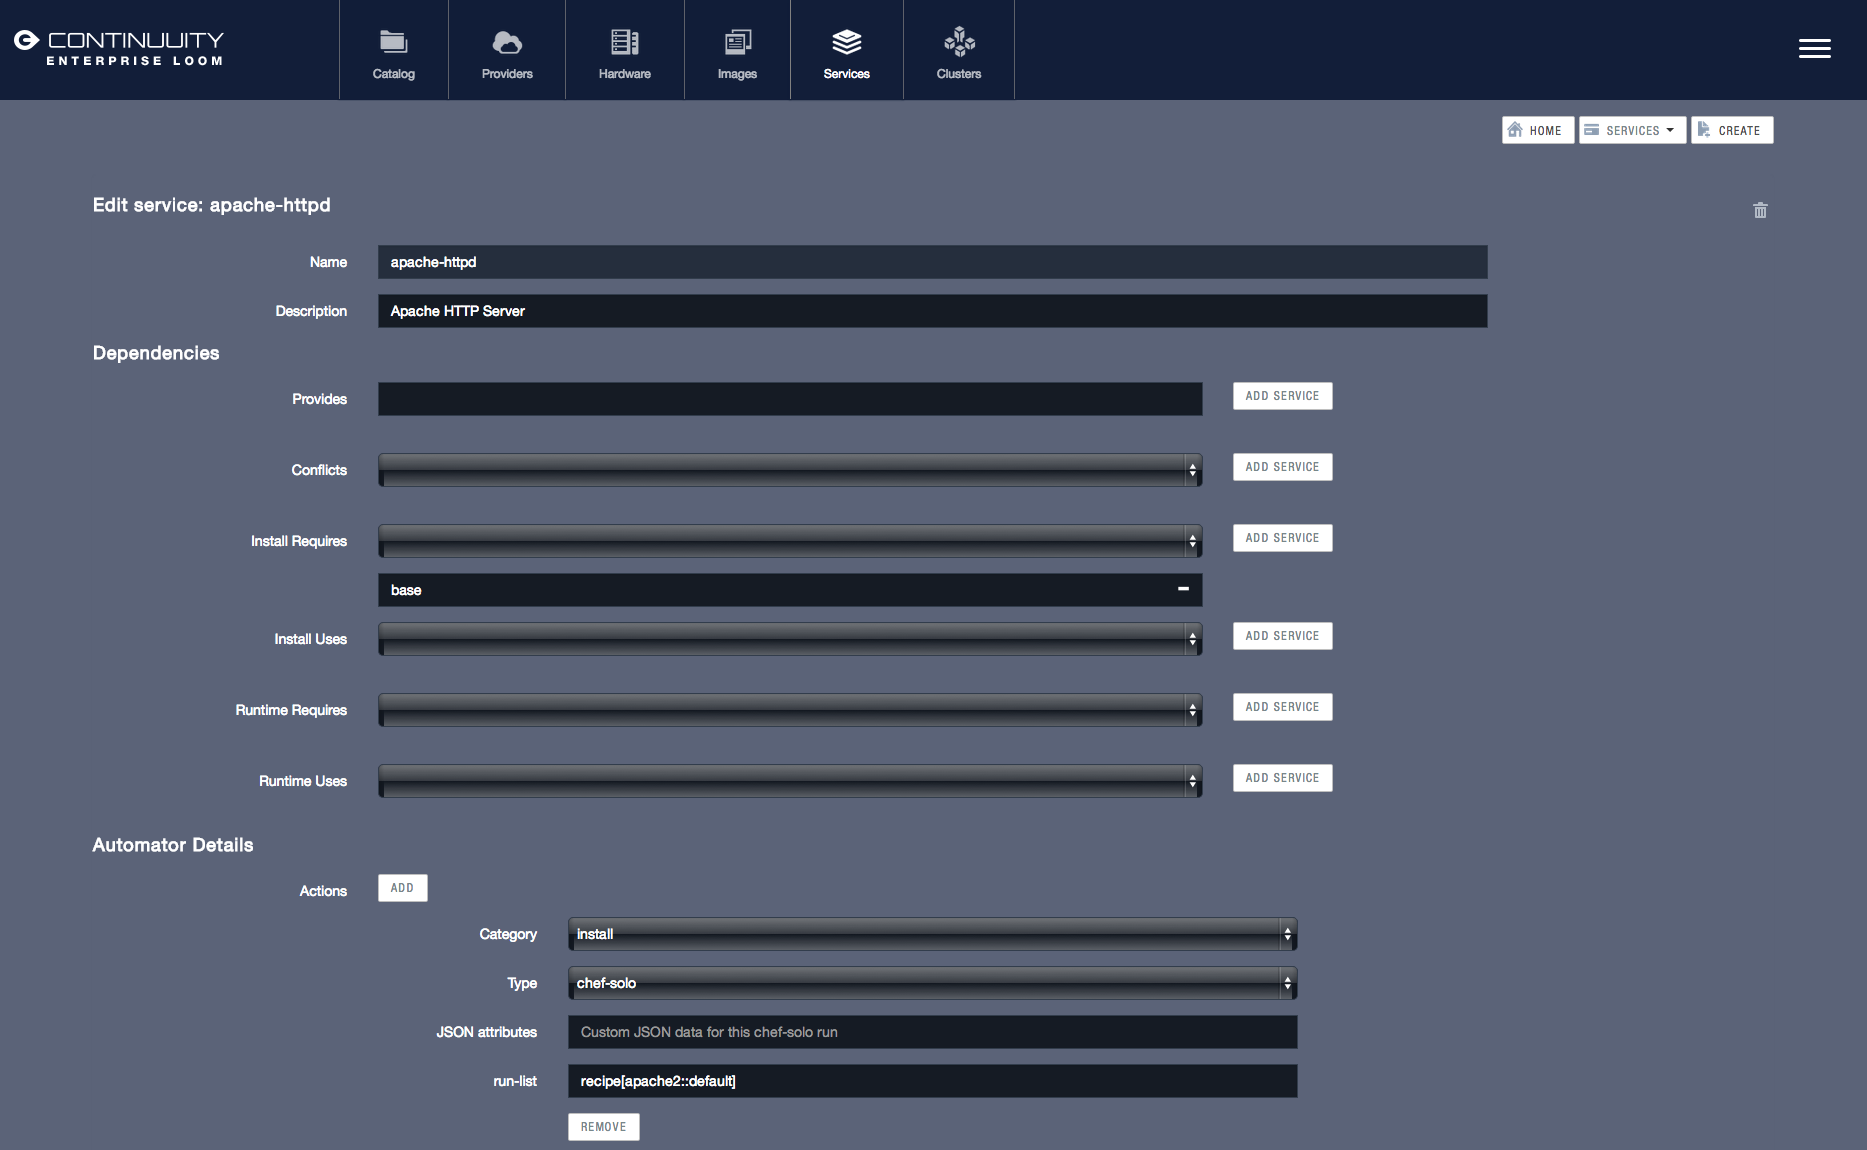 CONTINUUITY
ENTERPRISE LOOM
Catalog
Providers
Hardware
Images
Services
Clusters
HOME
SERVICES
CREATE
Edit service: apache-httpd
Name
apache-httpd
Description
Apache HTTP Server
Dependencies
Provides
ADD SERVICE
Conflicts
ADD SERVICE
Install Requires
ADD SERVICE
base
Install Uses
ADD SERVICE
Runtime Requires
ADD SERVICE
Runtime Uses
ADD SERVICE
Automator Details
Actions
ADD
Category
install
Type
chef-solo
JSON attributes
Custom JSON data for this chef-solo run
run-list
recipe[apache2::default]
REMOVE